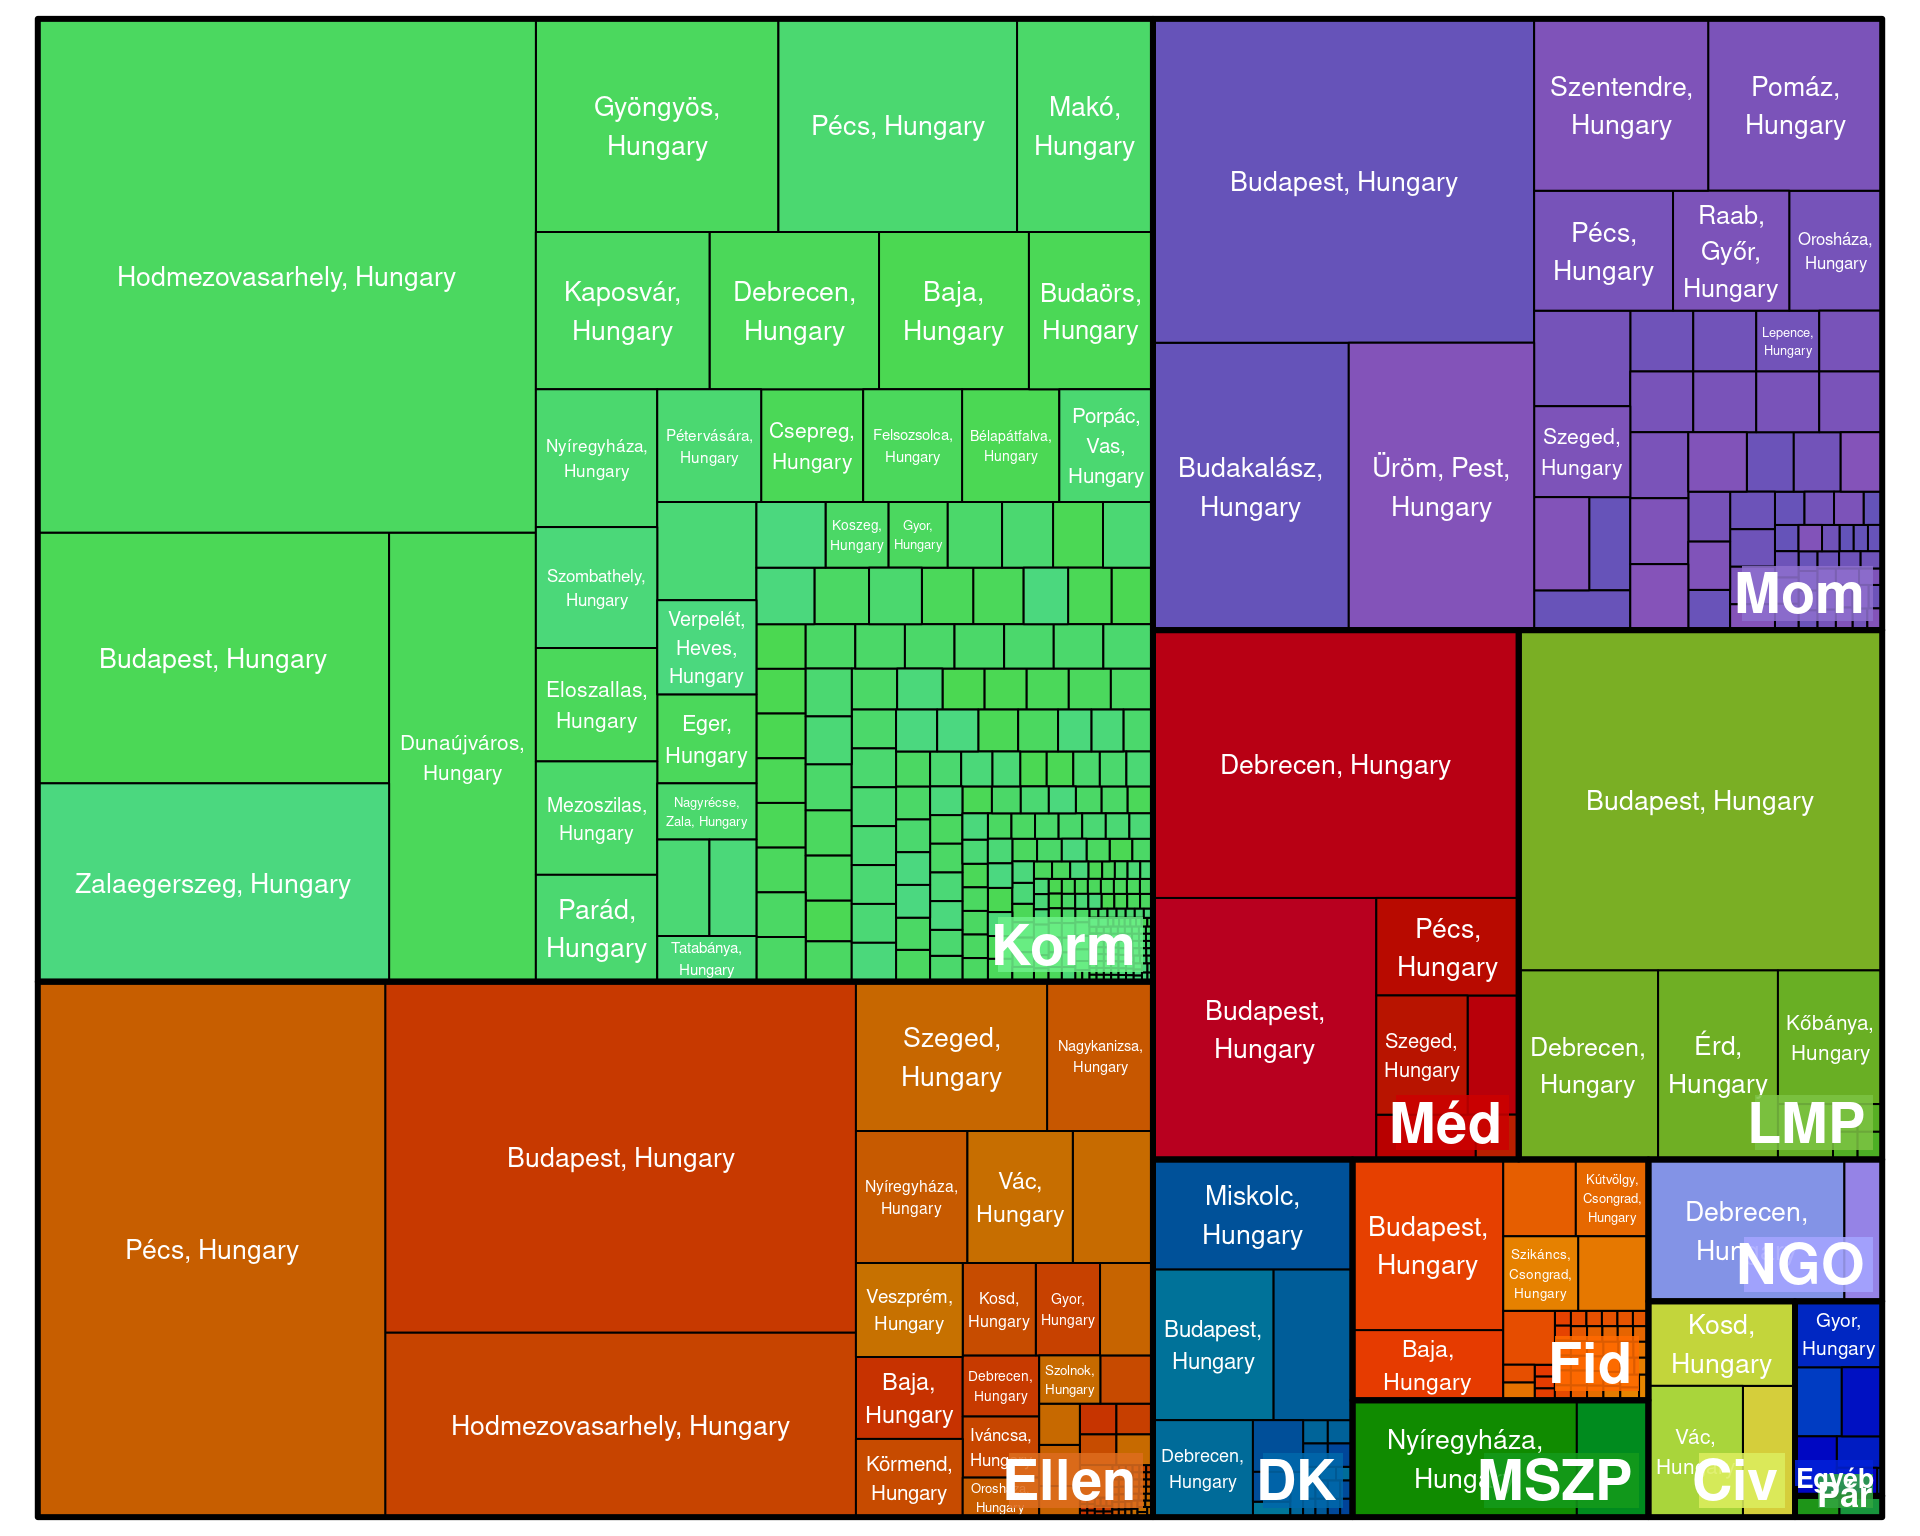 Hodmezovasarhely, Hungary
Budapest, Hungary
Zalaegerszeg, Hungary
Dunaújváros,
Hungary
Gyöngyös,
Hungary
Pécs, Hungary
Makó,
Hungary
Kaposvár,
Hungary
Debrecen,
Hungary
Baja,
Hungary
Budaörs,
Hungary
Nyíregyháza,
Hungary
Szombathely,
Hungary
Eloszallas,
Hungary
Mezoszilas,
Hungary
Parád,
Hungary
Pétervására,
Hungary
Csepreg,
Hungary
Felsozsolca,
Hungary
Bélapátfalva,
Hungary
Porpác,
Vas,
Hungary
Koszeg,
Hungary
Gyor,
Hungary
Verpelét,
Heves,
Hungary
Eger,
Hungary
Nagyrécse,
Zala, Hungary
Tatabánya,
Hungary
Korm
Budapest, Hungary
Budakalász,
Hungary
Üröm, Pest,
Hungary
Szentendre,
Hungary
Pomáz,
Hungary
Pécs,
Hungary
Raab,
Győr,
Hungary
Orosháza,
Hungary
Lepence,
Hungary
Szeged,
Hungary
Mom
Debrecen, Hungary
Budapest,
Hungary
Pécs,
Hungary
Szeged,
Hungary
Méd
Budapest, Hungary
Debrecen,
Hungary
Érd,
Hungary
Kőbánya,
Hungary
LMP
Pécs, Hungary
Budapest, Hungary
Hodmezovasarhely, Hungary
Szeged,
Hungary
Nagykanizsa,
Hungary
Nyíregyháza,
Hungary
Vác,
Hungary
Veszprém,
Hungary
Kosd,
Hungary
Gyor,
Hungary
Baja,
Hungary
Debrecen,
Hungary
Szolnok,
Hungary
Körmend,
Hungary
Iváncsa,
Hungary
Orosháza,
Hungary
Ellen
Miskolc,
Hungary
Budapest,
Hungary
Debrecen,
Hungary
DK
Budapest,
Hungary
Baja,
Hungary
Kútvölgy,
Csongrad,
Hungary
Szikáncs,
Csongrad,
Hungary
Fid
Nyíregyháza,
Hungary
MSZP
Debrecen,
Hungary
NGO
Kosd,
Hungary
Vác,
Hungary
Civ
Gyor,
Hungary
Egyéb
Pár